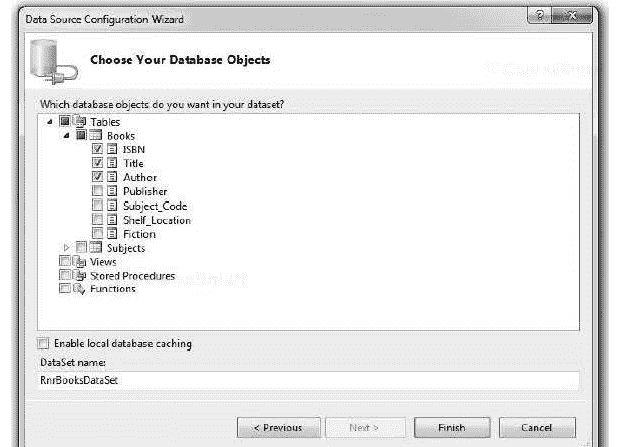 Data Source Configuration Wizard
Choose Your Database Objects
Which database objects do you want in your dataset?
Tables
Books
ISBN
Title
Author
Publisher
Subject_Code
Shelf_Location
Fiction
Subjects
Views
Stored Procedures
Functions
Enable local database caching
DataSet name:
RnrBooksDataSet
< Previous
Next >
Finish
Cancel